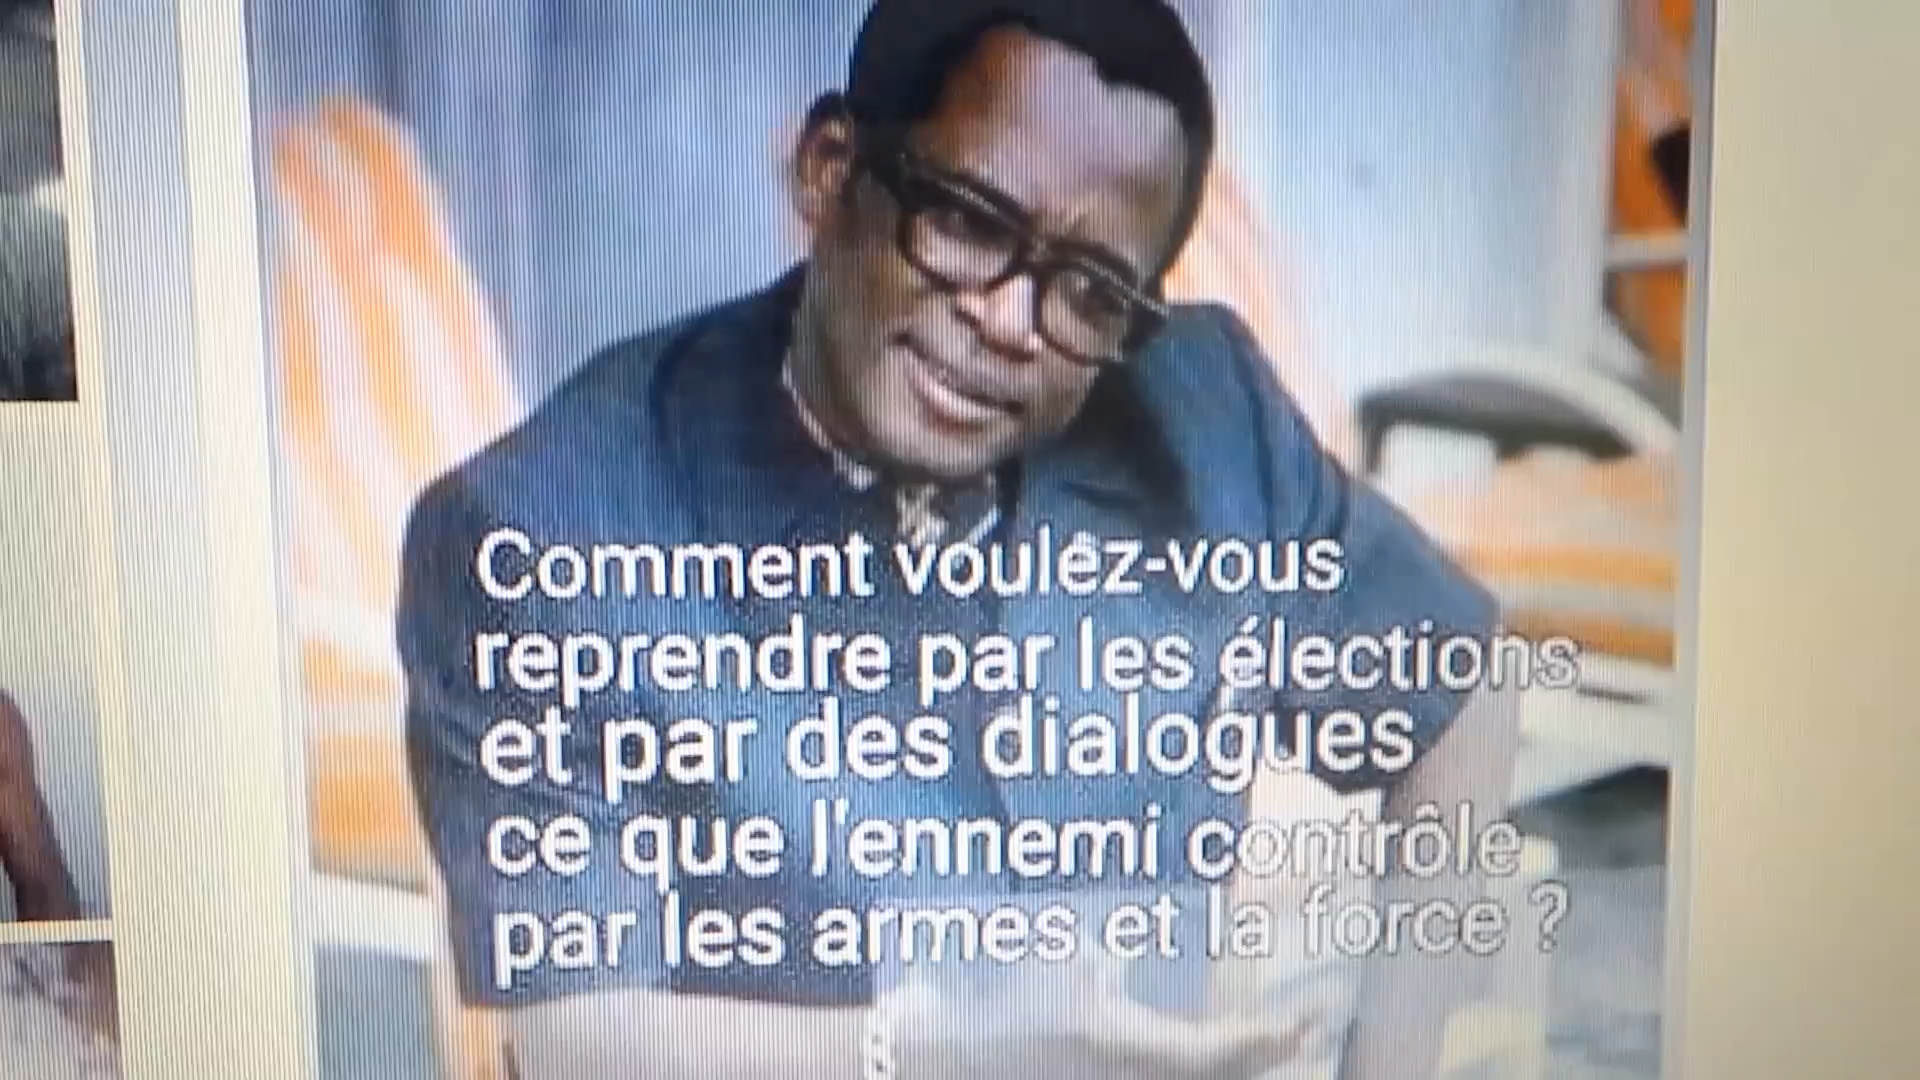 Comment voulez-vous
reprendre par les élections
et par des dialogues
ce que l'ennemi contrôle
par les armes et la force ?